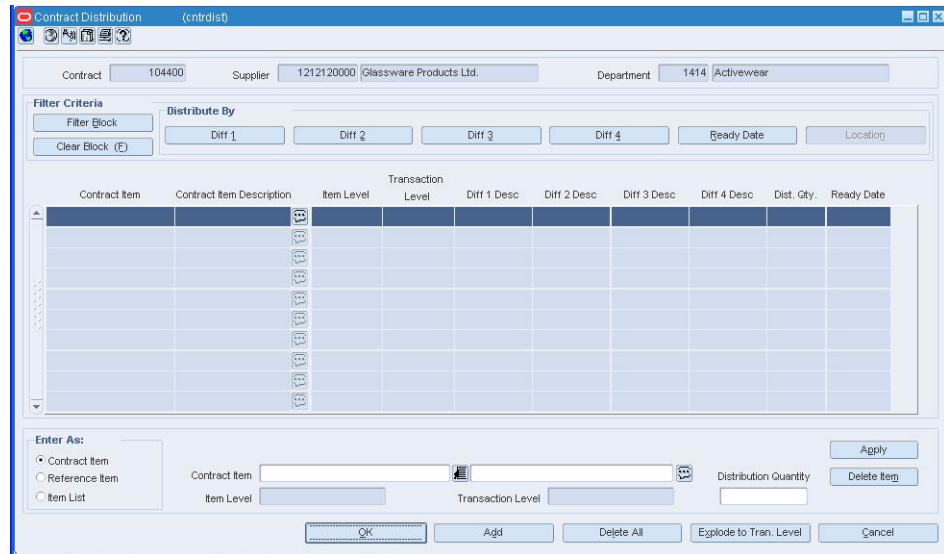 Contract Distribution (cntrdist)
Contract 104400 Supplier 1212120000 Glassware Products Ltd. Department 1414 Activewear
Filter Criteria
Filter Block
Clear Block (F)
Distribute By
Diff 1 Diff 2 Diff 3 Diff 4 Ready Date Location
Transaction
Contract Item Contract Item Description Item Level Level Diff 1 Desc Diff 2 Desc Diff 3 Desc Diff 4 Desc Dist. Qty. Ready Date
Enter As:
Contract Item
Reference Item
Item List
Contract Item
Item Level Transaction Level
Distribution Quantity
Apply
Delete Item
OK Add Delete All Explode to Tran. Level Cancel